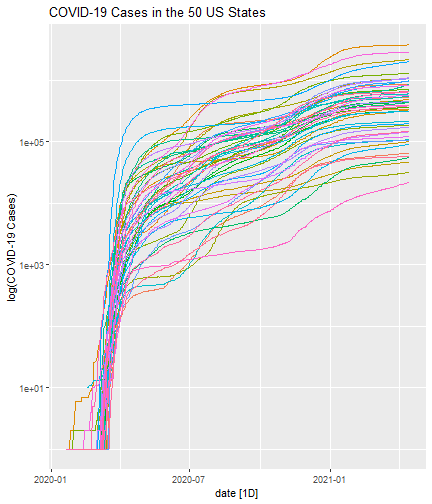 COVID-19 Cases in the 50 US States
log(COVID-19 Cases)
1e+05
1e+03
1e+01
2020-01
2020-07
2021-01
date [1D]